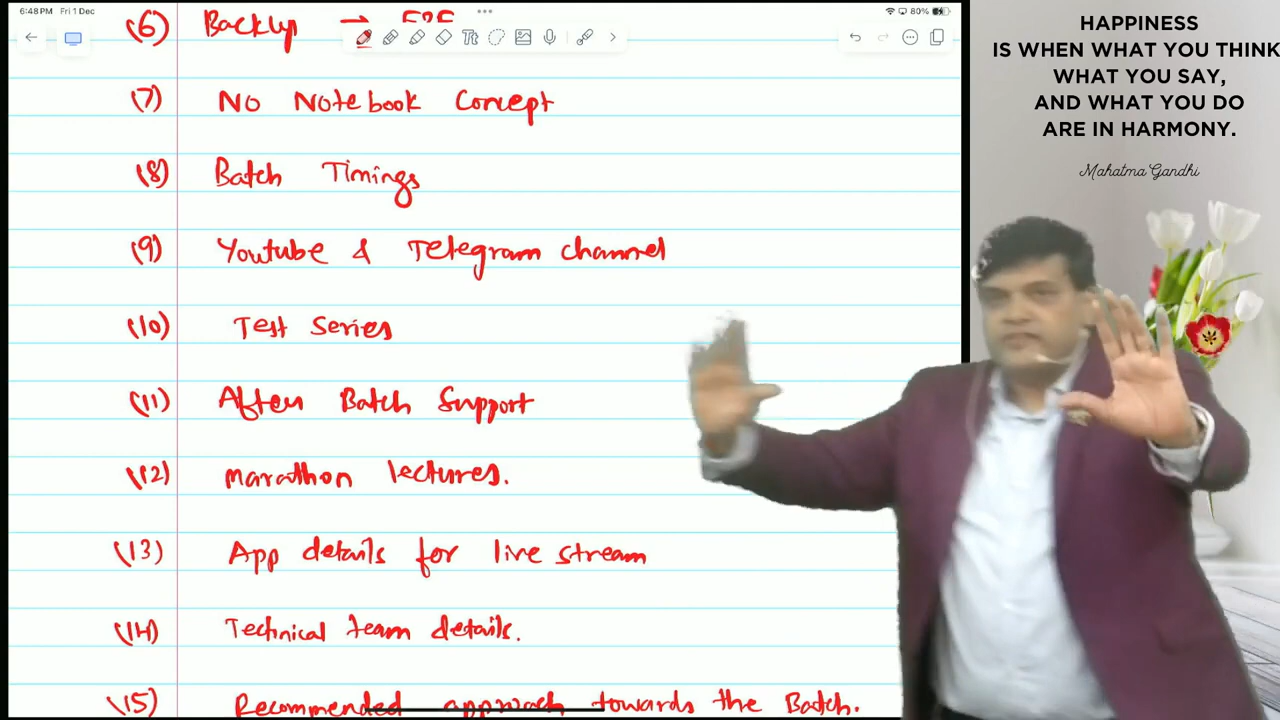 6:48PM Fri 1 Dec
80%
(6) Backup →
(7) No Notebook Concept
(8) Batch Timings
(9) Youtube & Telegram channel
(10) Test Series
(11) After Batch Support
(12) Marathon lectures.
(13) App details for live stream
(14) Technical team details.
(15) Recommended approach towards the Batch.
HAPPINESS
IS WHEN WHAT YOU THINK
WHAT YOU SAY,
AND WHAT YOU DO
ARE IN HARMONY.
Mahatma Gandhi